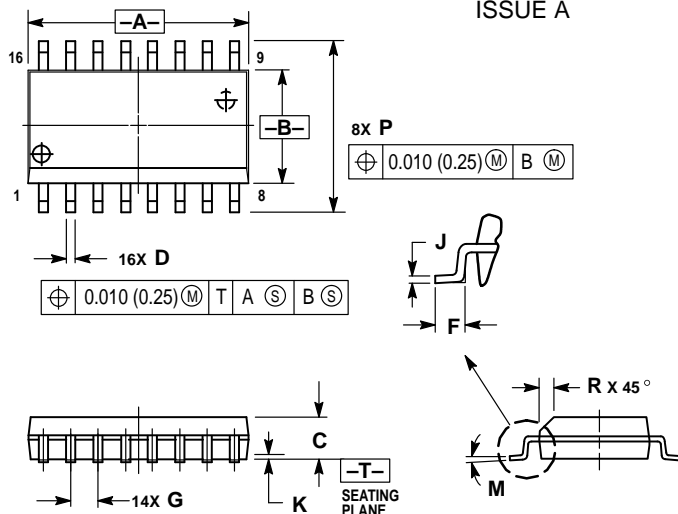 ISSUE A
–A–
16
9
–B–
8X P
⌖ 0.010 (0.25) Ⓜ B Ⓜ
1
8
16X D
⌖ 0.010 (0.25) Ⓜ T A Ⓢ B Ⓢ
J
F
R X 45°
C
–T–
SEATING
PLANE
14X G
K
M